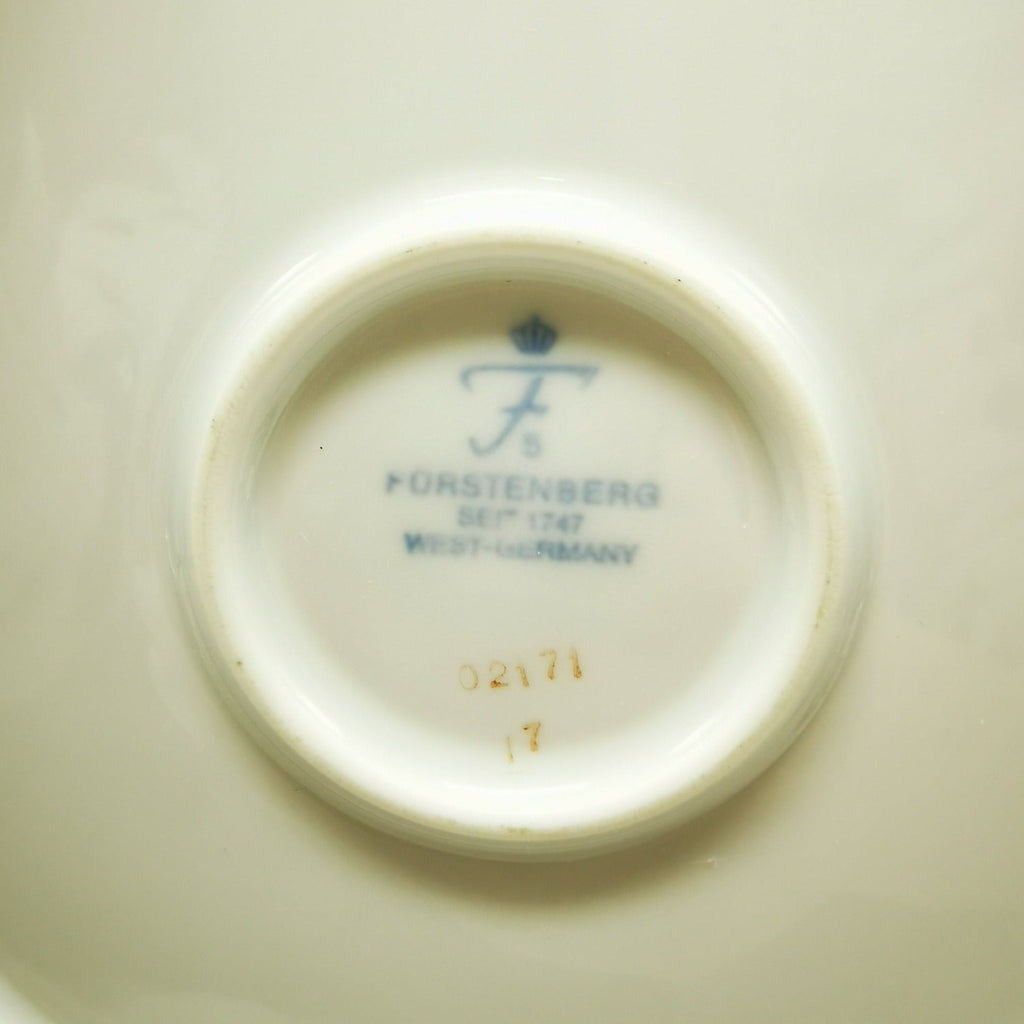 F
5
FÜRSTENBERG
SEIT 1747
WEST-GERMANY
02171
17